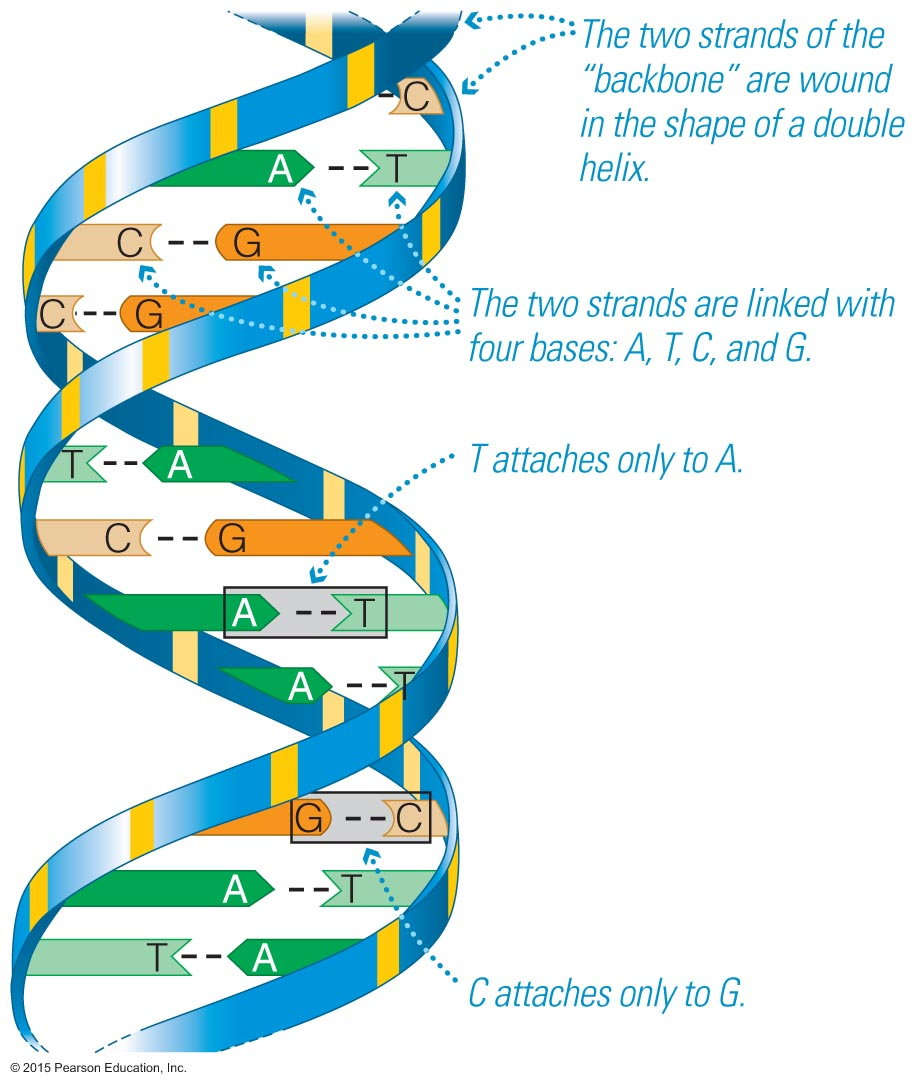 The two strands of the
“backbone” are wound
in the shape of a double
helix.
C
A T
C G
C G
The two strands are linked with
four bases: A, T, C, and G.
T A
T attaches only to A.
C G
A T
A T
G C
A T
T A
C attaches only to G.
© 2015 Pearson Education, Inc.